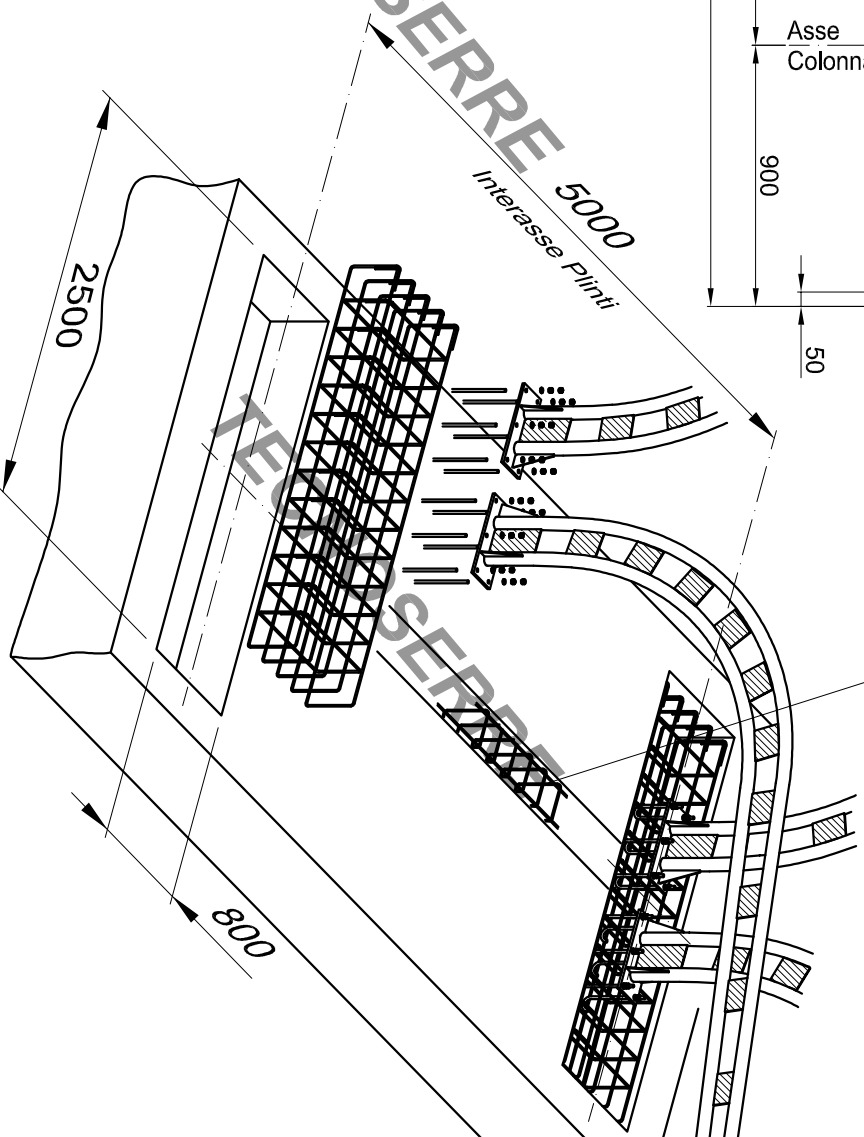 SERRE
Asse
Colonna
900
50
5000
Interasse Plinti
2500
TECNOSERRE
800